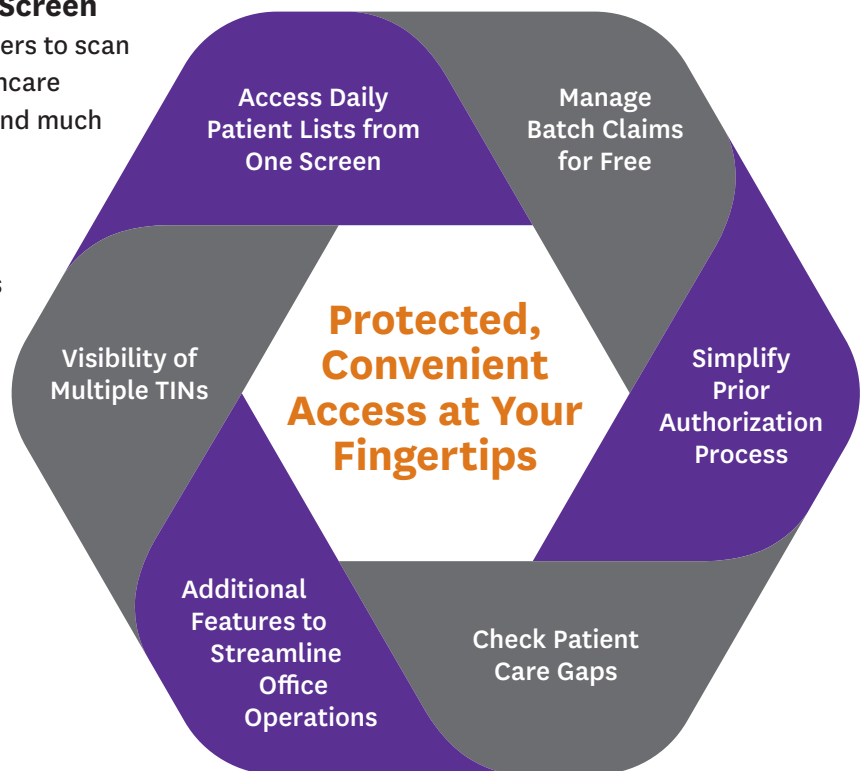 Screen
ers to scan
care
nd much
s
Access Daily
Patient Lists from
One Screen
Manage
Batch Claims
for Free
Simplify
Prior
Authorization
Process
Check Patient
Care Gaps
Additional
Features to
Streamline
Office
Operations
Visibility of
Multiple TINs
Protected,
Convenient
Access at Your
Fingertips